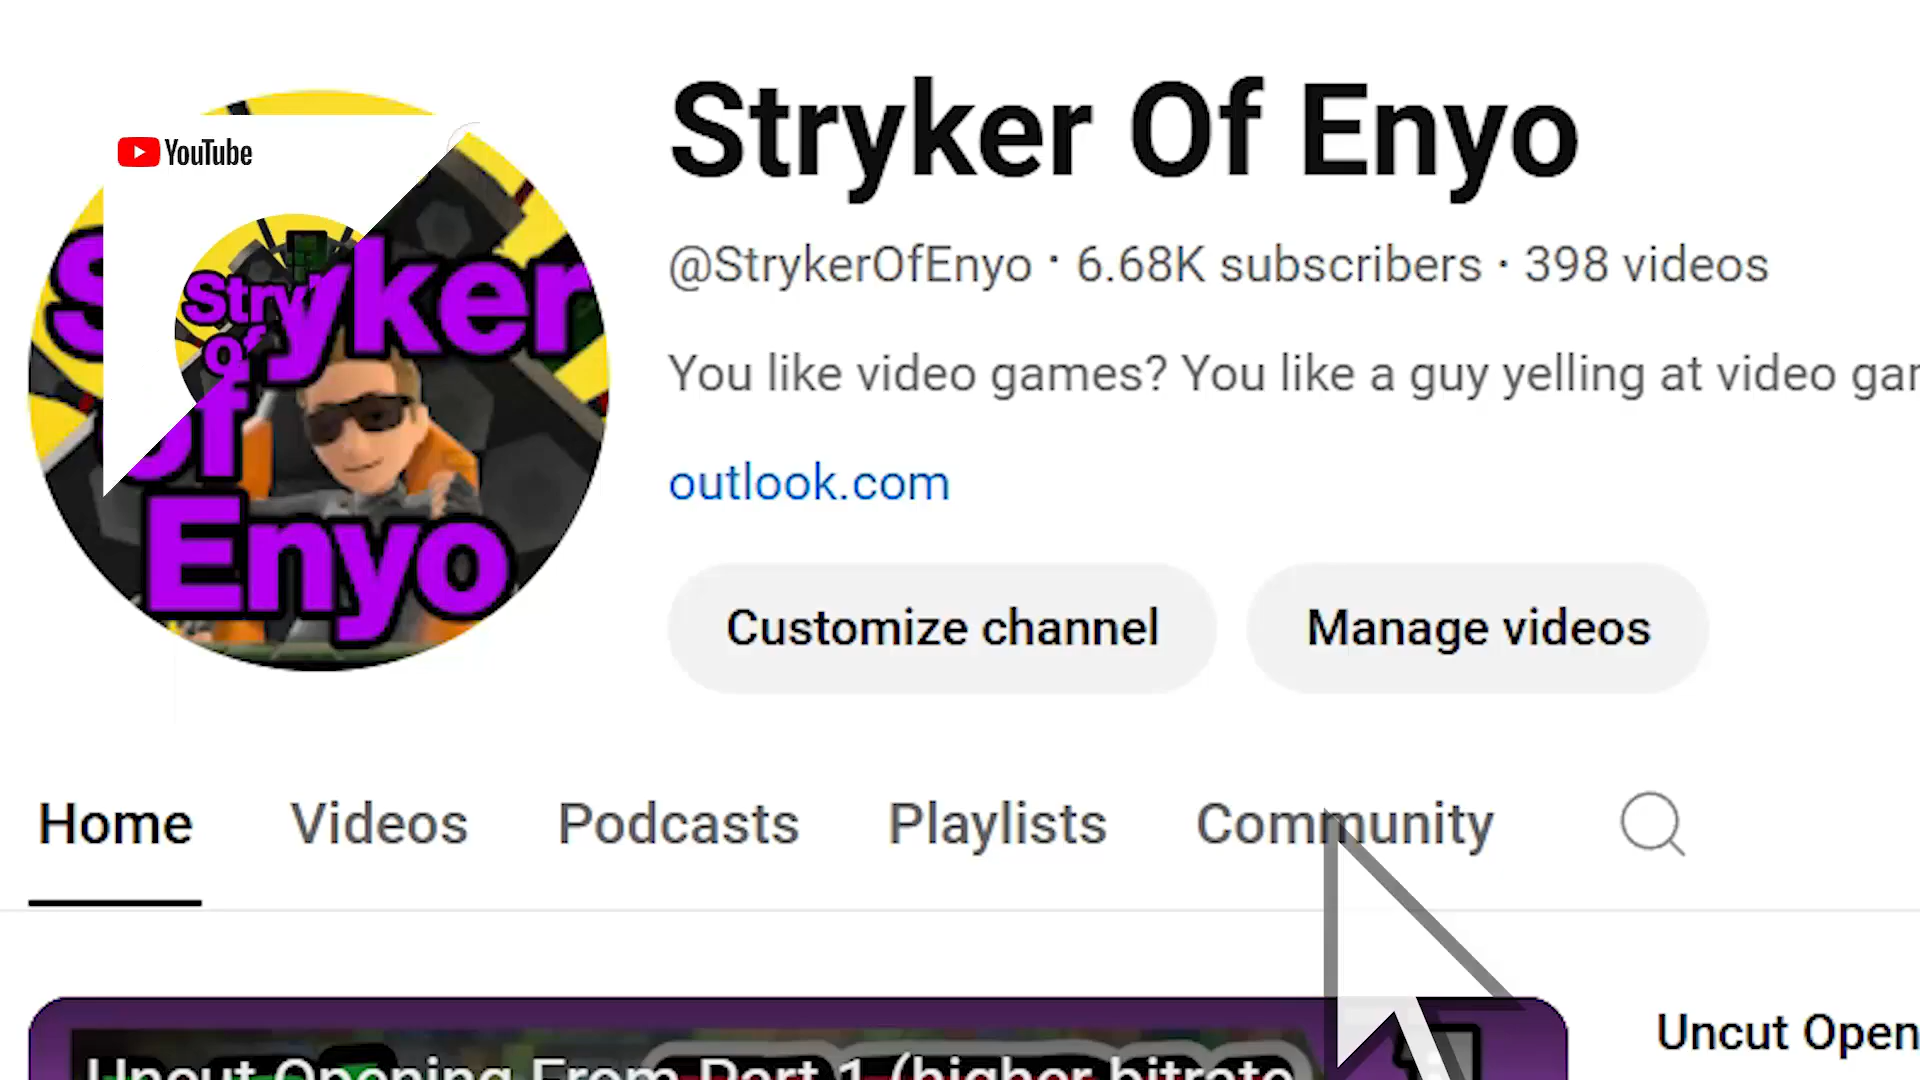 Stryker Of Enyo
YouTube
@StrykerOfEnyo · 6.68K subscribers · 398 videos
Stryker
Stry
of
of
Enyo
You like video games? You like a guy yelling at video gar
outlook.com
Customize channel
Manage videos
Home
Videos
Podcasts
Playlists
Community
Uncut Opening From Part 1 (higher bitrate
Uncut Open